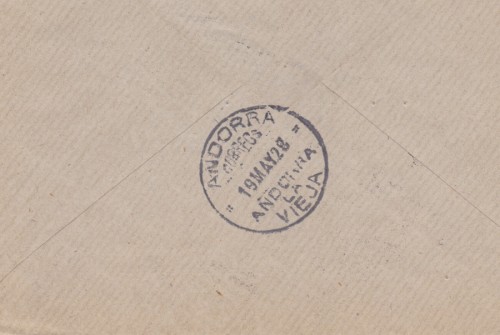 ANDORRA
CORREOS
19 MAY 28
ANDORRA
LA
VIEJA